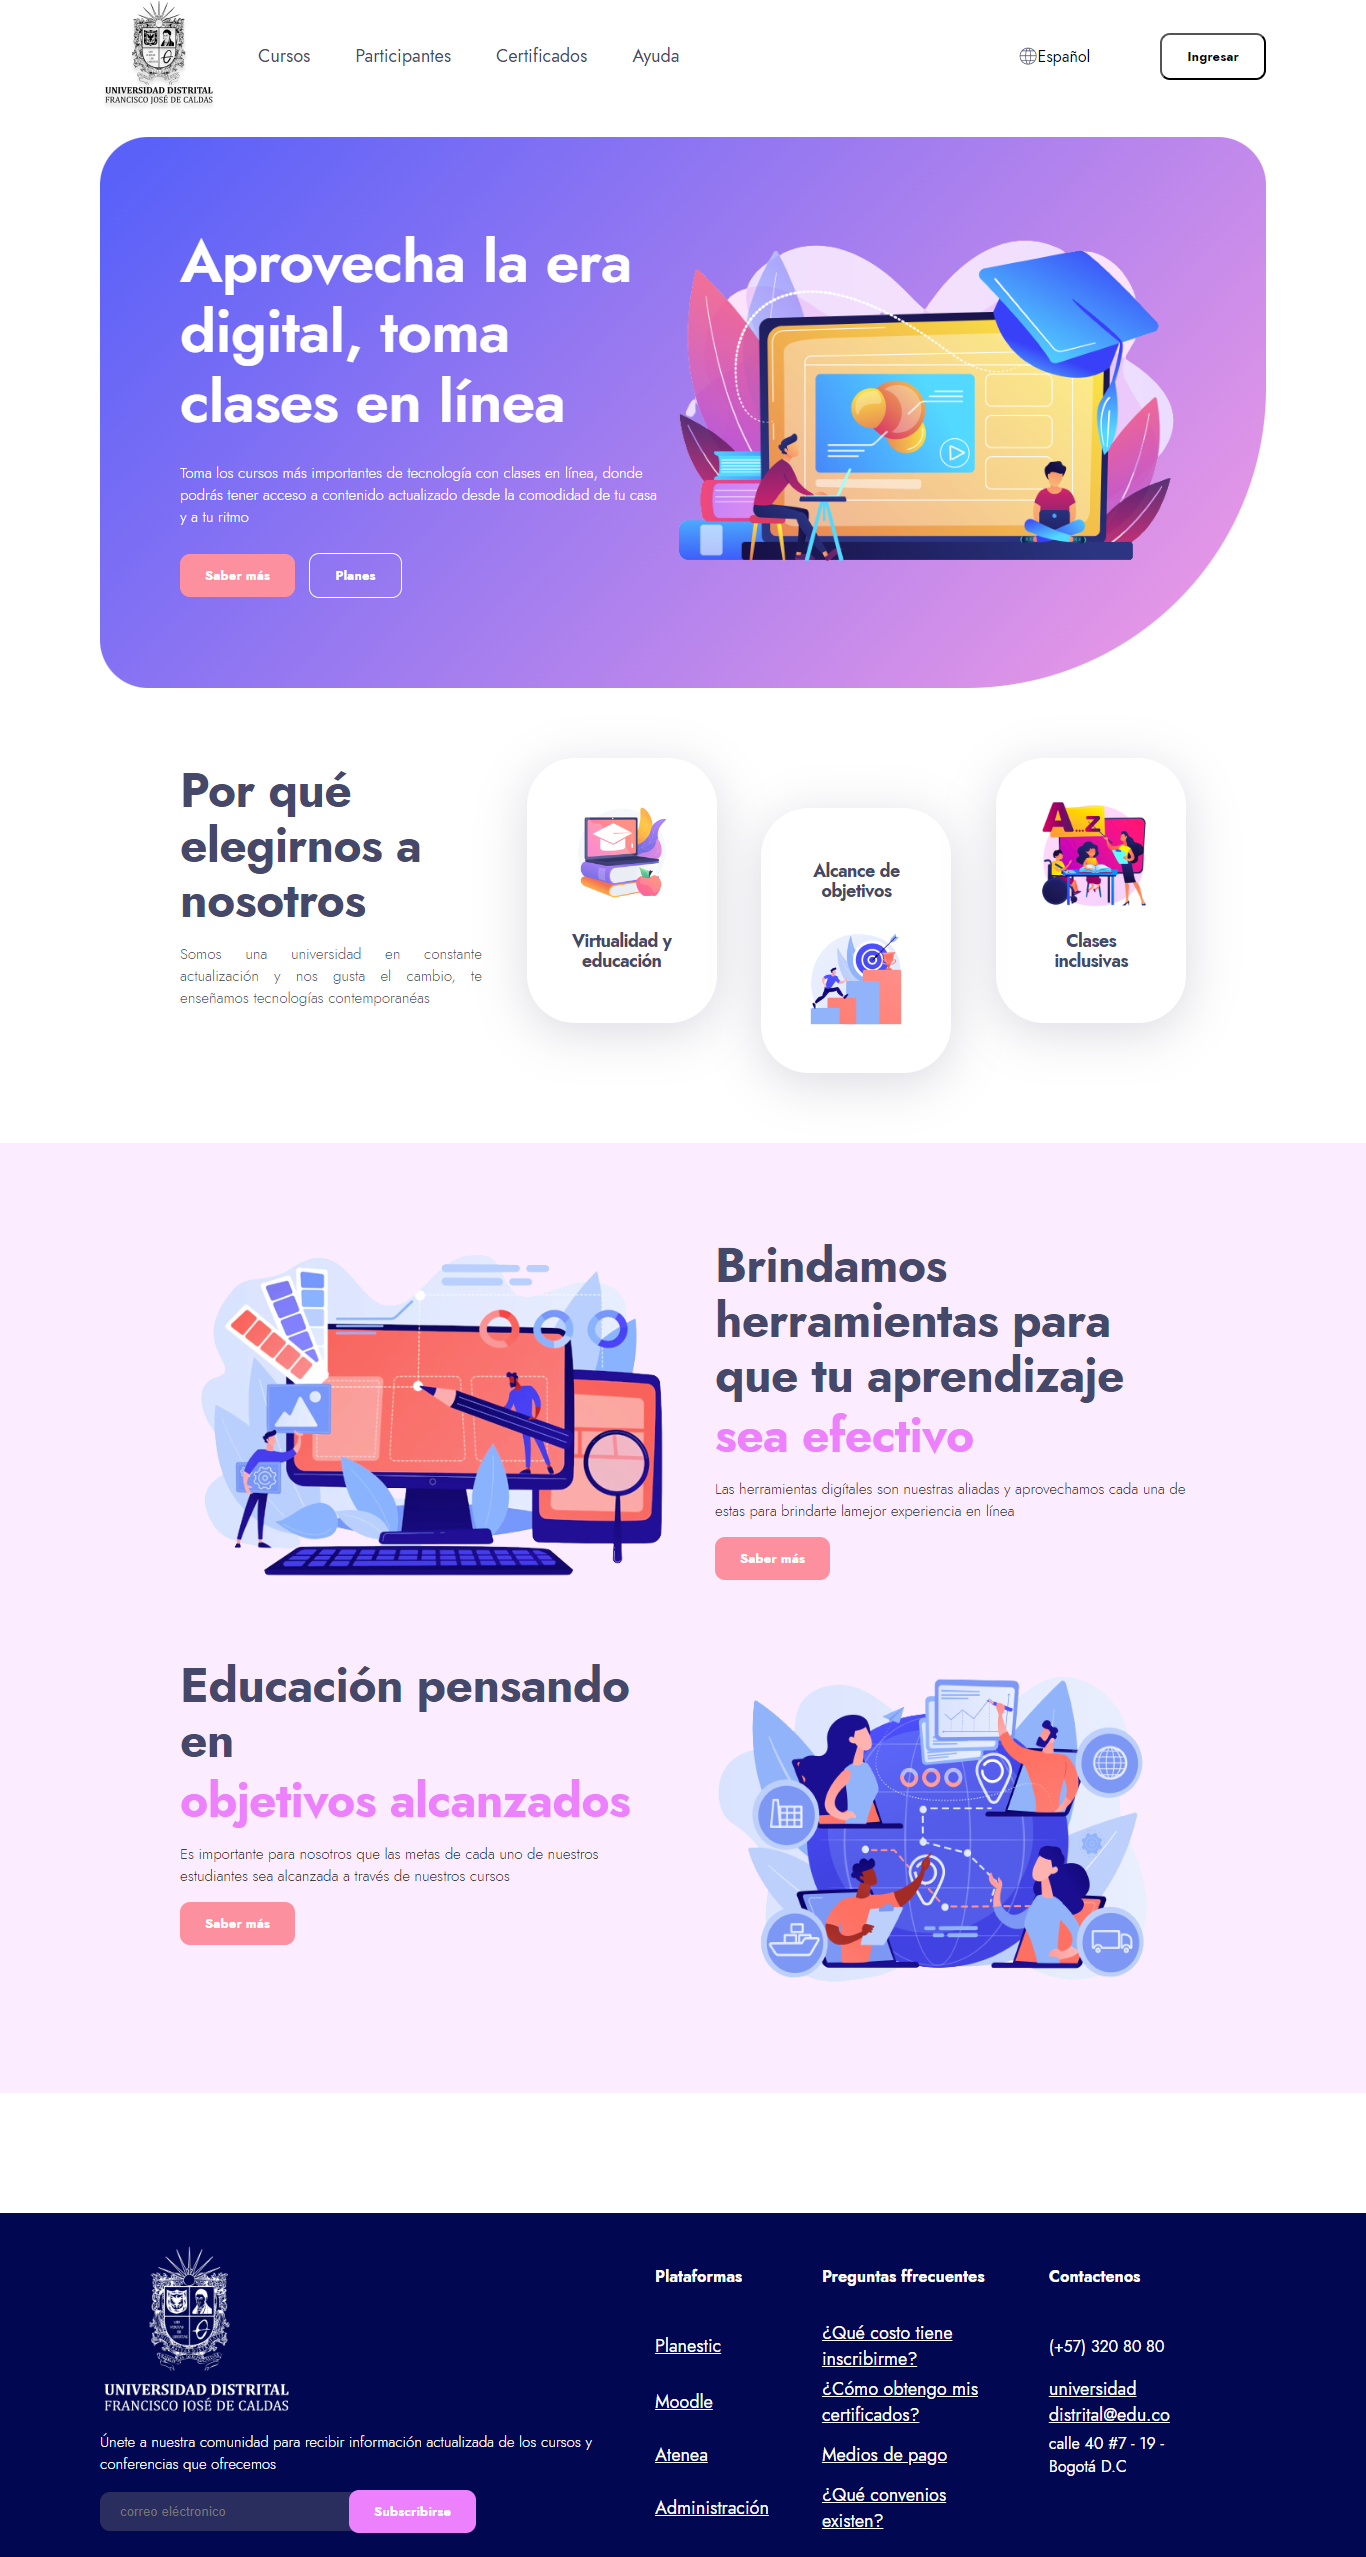 UNIVERSIDAD DISTRITAL
FRANCISCO JOSÉ DE CALDAS
Cursos
Participantes
Certificados
Ayuda
Español
Ingresar
Aprovecha la era
digital, toma
clases en línea
Toma los cursos más importantes de tecnología con clases en línea, donde
podrás tener acceso a contenido actualizado desde la comodidad de tu casa
y a tu ritmo
Saber más
Planes
Por qué
elegirnos a
nosotros
Somos una universidad en constante
actualización y nos gusta el cambio, te
enseñamos tecnologías contemporanéas
Virtualidad y
educación
Alcance de
objetivos
A...z
Clases
inclusivas
Brindamos
herramientas para
que tu aprendizaje
sea efectivo
Las herramientas digítales son nuestras aliadas y aprovechamos cada una de
estas para brindarte lamejor experiencia en línea
Saber más
Educación pensando
en
objetivos alcanzados
Es importante para nosotros que las metas de cada uno de nuestros
estudiantes sea alcanzada a través de nuestros cursos
Saber más
UNIVERSIDAD DISTRITAL
FRANCISCO JOSÉ DE CALDAS
Únete a nuestra comunidad para recibir información actualizada de los cursos y
conferencias que ofrecemos
correo eléctronico
Subscribirse
Plataformas
Planestic
Moodle
Atenea
Administración
Preguntas ffrecuentes
¿Qué costo tiene
inscribirme?
¿Cómo obtengo mis
certificados?
Medios de pago
¿Qué convenios
existen?
Contactenos
(+57) 320 80 80
universidad
distrital@edu.co
calle 40 #7 - 19 -
Bogotá D.C